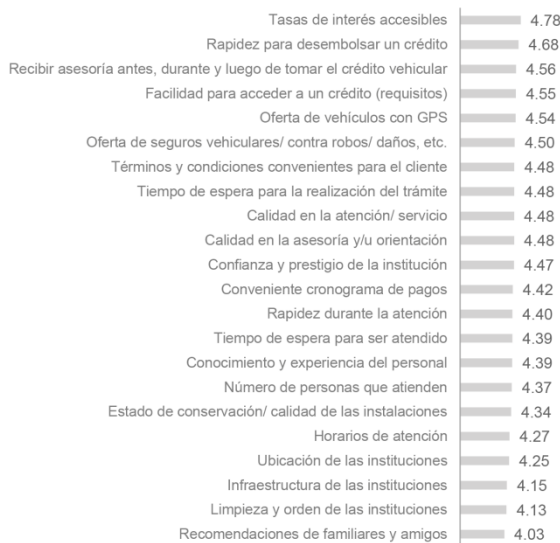 Tasas de interés accesibles 4.78
Rapidez para desembolsar un crédito 4.68
Recibir asesoría antes, durante y luego de tomar el crédito vehicular 4.56
Facilidad para acceder a un crédito (requisitos) 4.55
Oferta de vehículos con GPS 4.54
Oferta de seguros vehiculares/ contra robos/ daños, etc. 4.50
Términos y condiciones convenientes para el cliente 4.48
Tiempo de espera para la realización del trámite 4.48
Calidad en la atención/ servicio 4.48
Calidad en la asesoría y/u orientación 4.48
Confianza y prestigio de la institución 4.47
Conveniente cronograma de pagos 4.42
Rapidez durante la atención 4.40
Tiempo de espera para ser atendido 4.39
Conocimiento y experiencia del personal 4.39
Número de personas que atienden 4.37
Estado de conservación/ calidad de las instalaciones 4.34
Horarios de atención 4.27
Ubicación de las instituciones 4.25
Infraestructura de las instituciones 4.15
Limpieza y orden de las instituciones 4.13
Recomendaciones de familiares y amigos 4.03